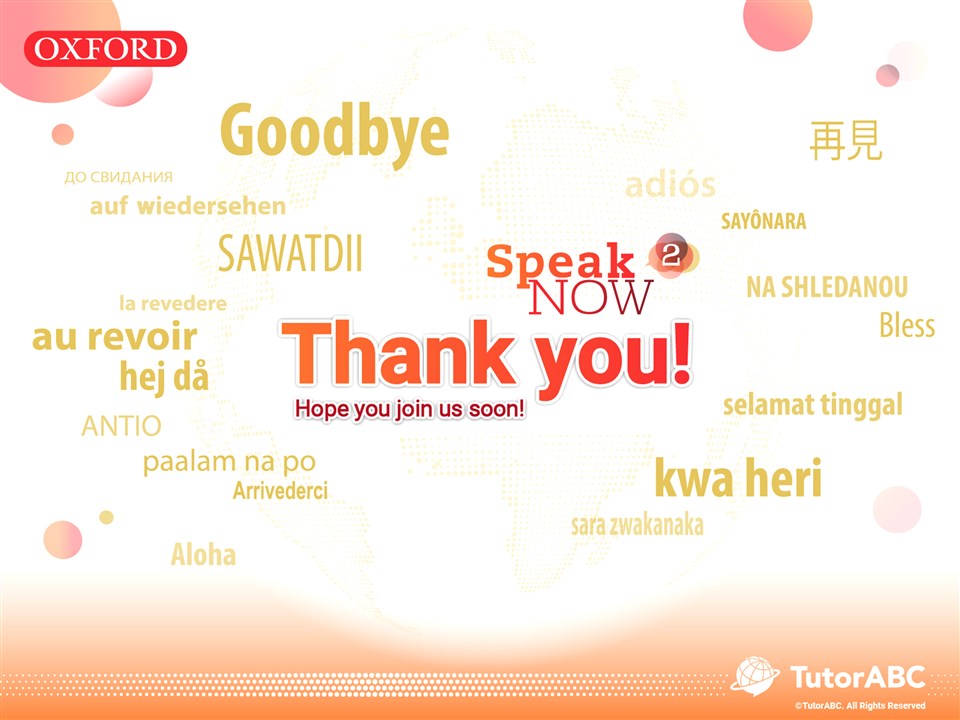 OXFORD
Goodbye
再見
ДО СВИДАНИЯ
adiós
auf wiedersehen
SAYÔNARA
SAWATDII
Speak 2
NOW
NA SHLEDANOU
la revedere
Bless
au revoir
Thank you!
hej då
Hope you join us soon!
selamat tinggal
ANTIO
paalam na po
kwa heri
Arrivederci
sara zwakanaka
Aloha
TutorABC
©TutorABC. All Rights Reserved